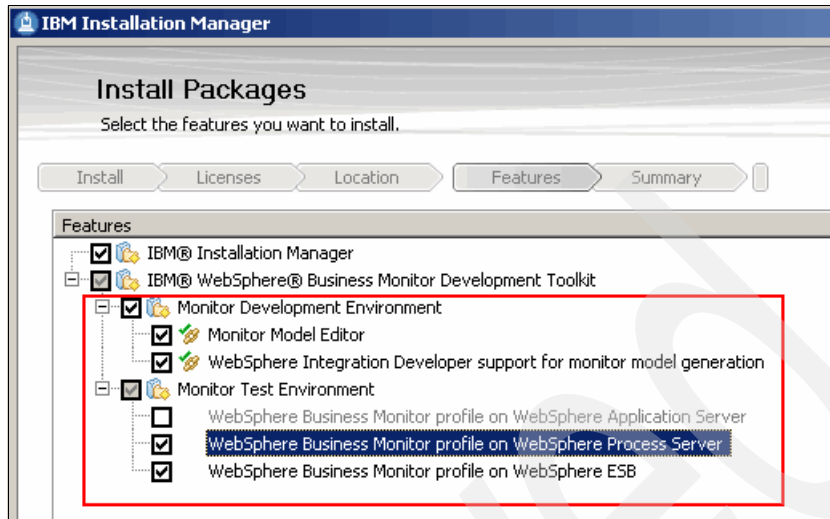 IBM Installation Manager
Install Packages
Select the features you want to install.
Install Licenses Location Features Summary
Features
IBM® Installation Manager
IBM® WebSphere® Business Monitor Development Toolkit
Monitor Development Environment
Monitor Model Editor
WebSphere Integration Developer support for monitor model generation
Monitor Test Environment
WebSphere Business Monitor profile on WebSphere Application Server
WebSphere Business Monitor profile on WebSphere Process Server
WebSphere Business Monitor profile on WebSphere ESB